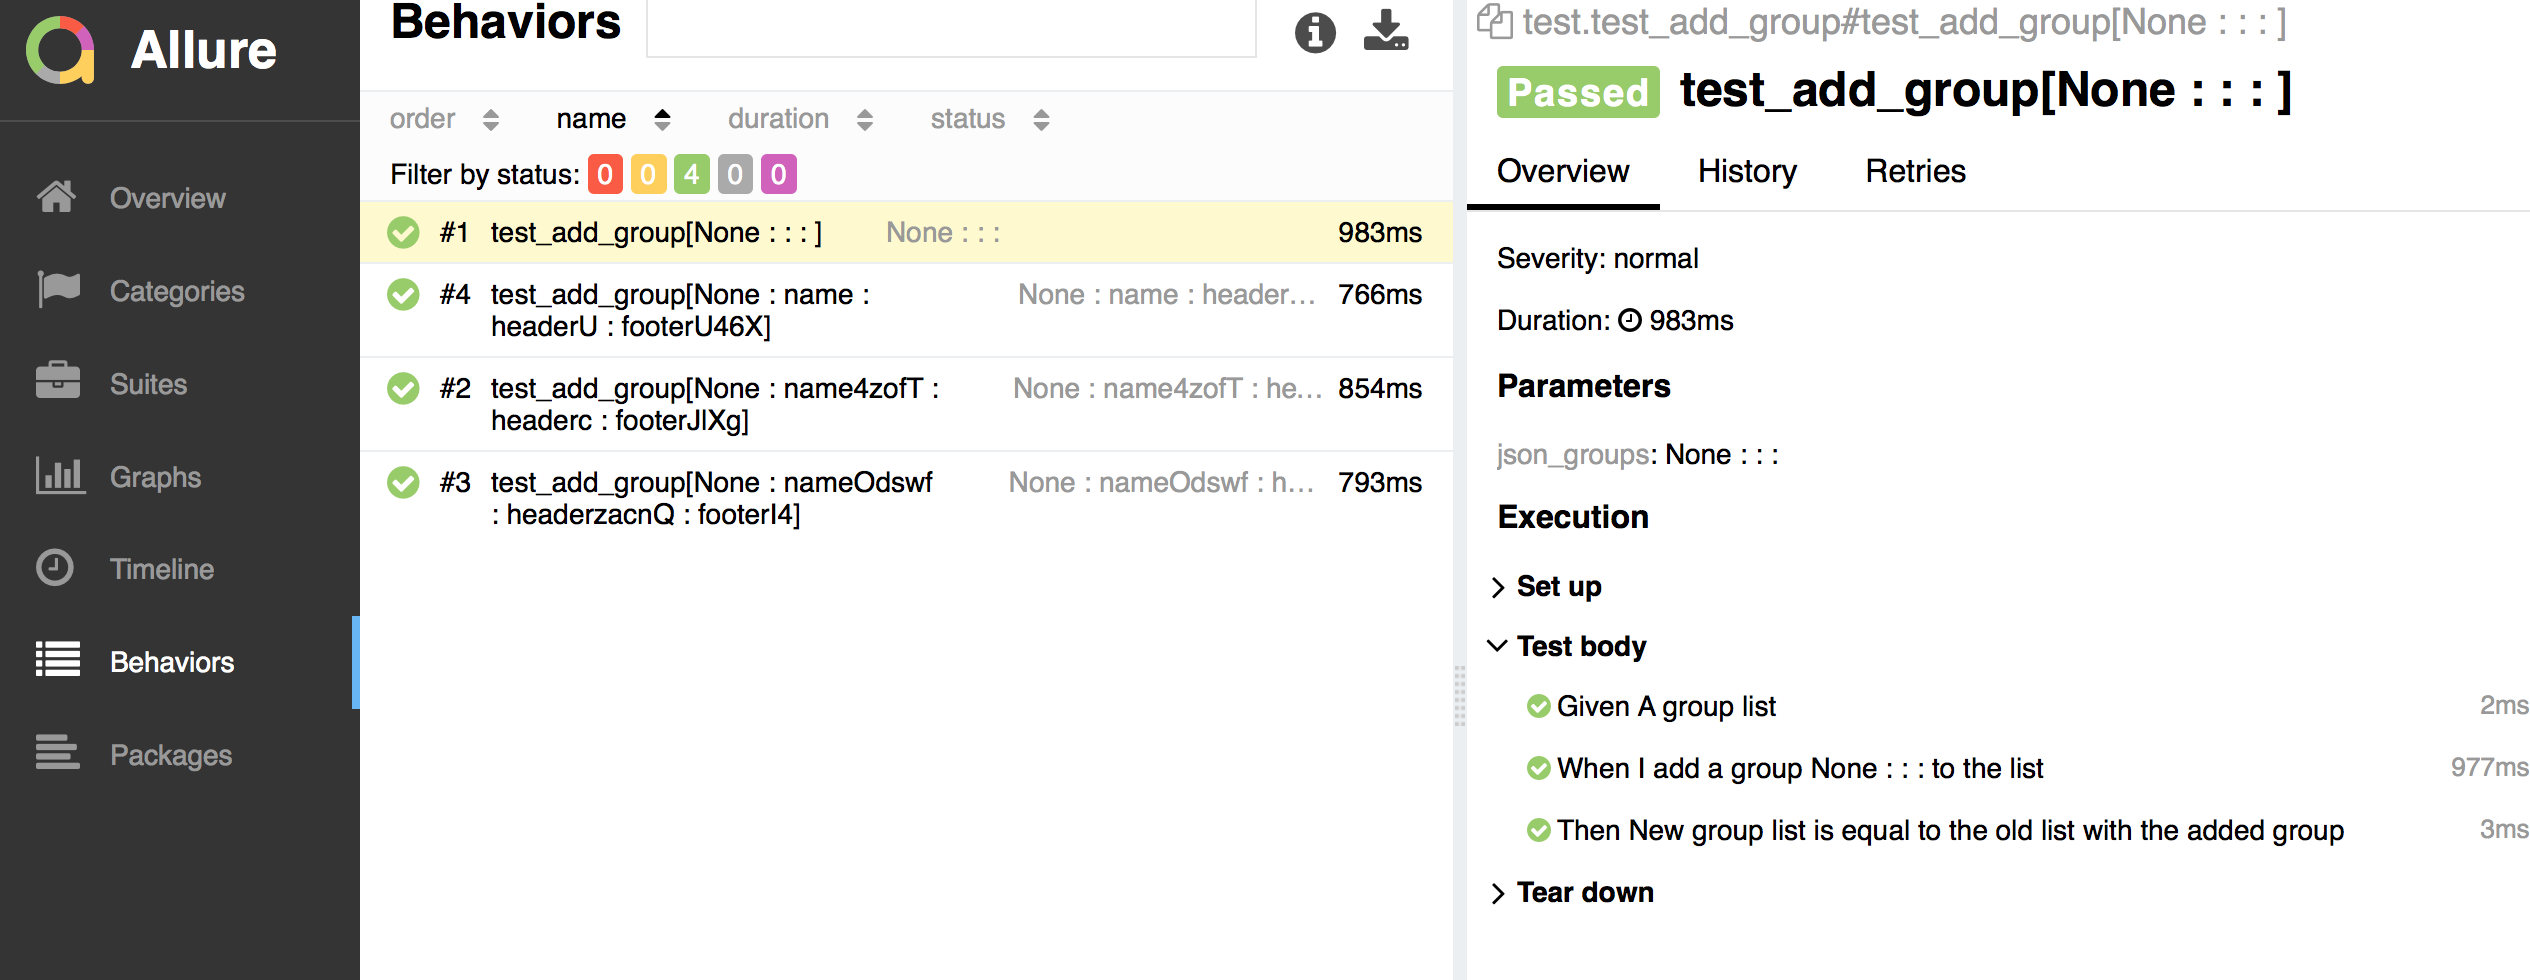 Allure
Overview
Categories
Suites
Graphs
Timeline
Behaviors
Packages
Behaviors
order name duration status
Filter by status: 0 0 4 0 0
#1 test_add_group[None : : : ] None : : : 983ms
#4 test_add_group[None : name : None : name : header… 766ms
headerU : footerU46X]
#2 test_add_group[None : name4zofT : None : name4zofT : he… 854ms
headerc : footerJlXg]
#3 test_add_group[None : nameOdswf None : nameOdswf : h… 793ms
: headerzacnQ : footerI4]
test.test_add_group#test_add_group[None : : : ]
Passed test_add_group[None : : : ]
Overview History Retries
Severity: normal
Duration: 983ms
Parameters
json_groups: None : : :
Execution
Set up
Test body
Given A group list 2ms
When I add a group None : : : to the list 977ms
Then New group list is equal to the old list with the added group 3ms
Tear down